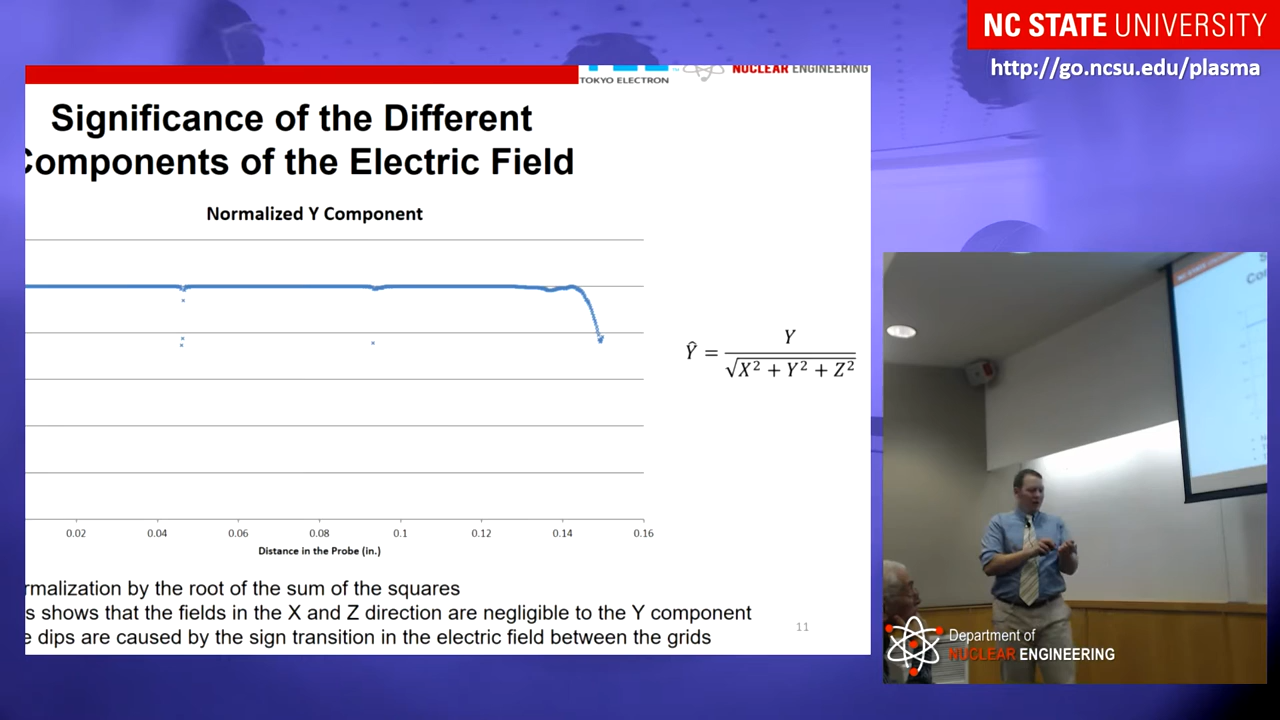 NC STATE UNIVERSITY
http://go.ncsu.edu/plasma
TOKYO ELECTRON
NUCLEAR ENGINEERING
Significance of the Different
Components of the Electric Field
Normalized Y Component
Ŷ = Y / √X² + Y² + Z²
0.02 0.04 0.06 0.08 0.1 0.12 0.14 0.16
Distance in the Probe (in.)
rmalization by the root of the sum of the squares
s shows that the fields in the X and Z direction are negligible to the Y component
e dips are caused by the sign transition in the electric field between the grids
11
Department of
NUCLEAR ENGINEERING